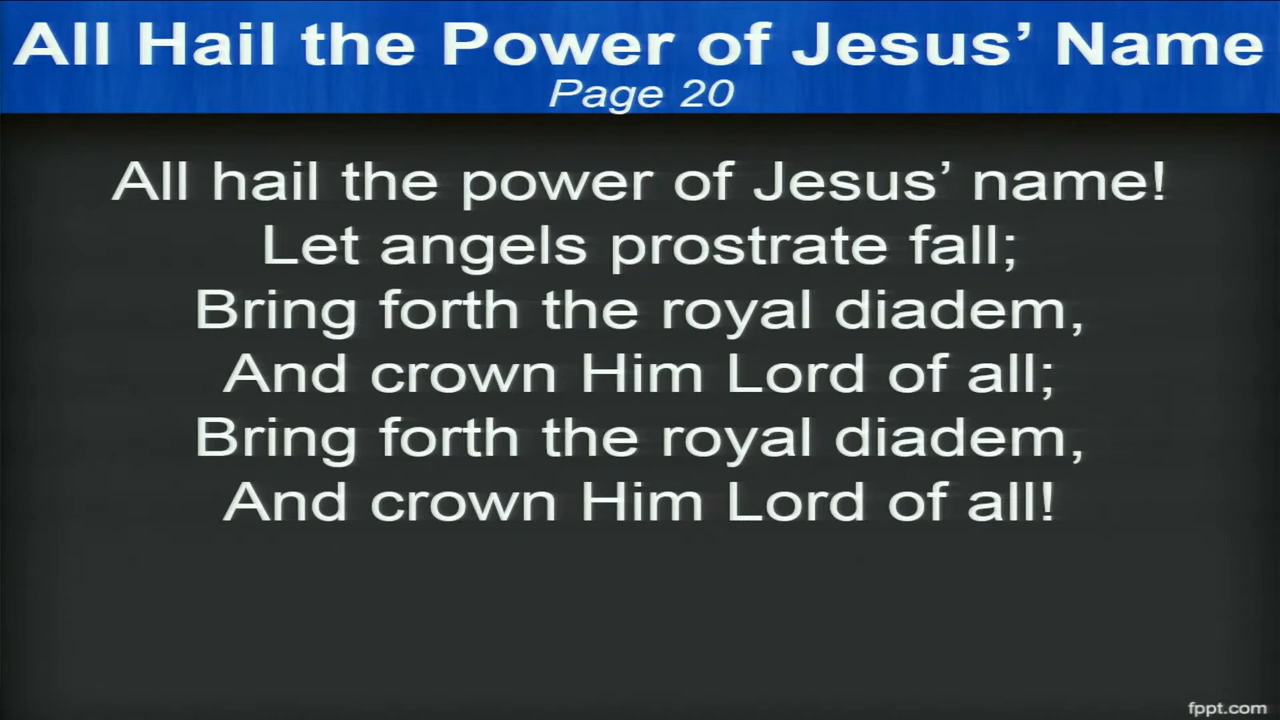 All Hail the Power of Jesus’ Name
Page 20
All hail the power of Jesus’ name!
Let angels prostrate fall;
Bring forth the royal diadem,
And crown Him Lord of all;
Bring forth the royal diadem,
And crown Him Lord of all!
fppt.com